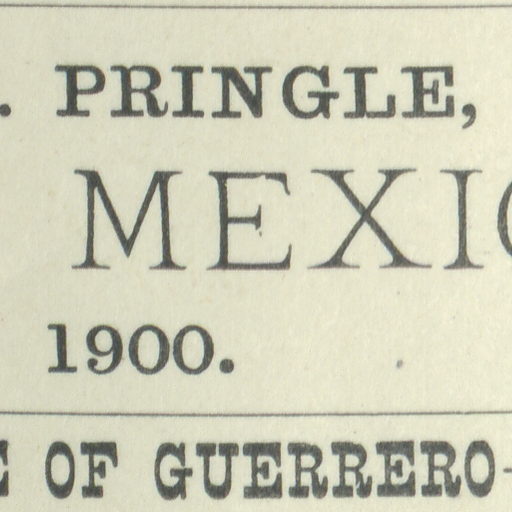 . PRINGLE,
MEXIC
1900.
E OF GUERRERO-